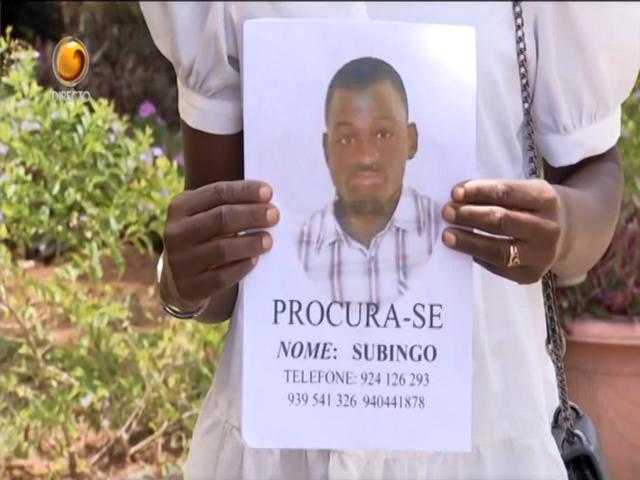 DIRECTO
PROCURA-SE
NOME: SUBINGO
TELEFONE: 924 126 293
939 541 326 940441878